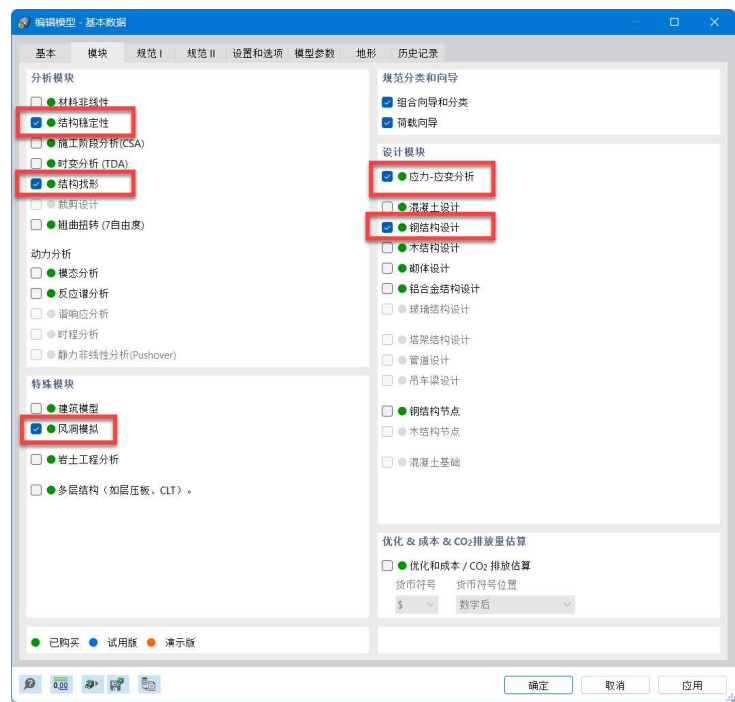 编辑模型 - 基本数据
基本 模块 规范 I 规范 II 设置和选项 模型参数 地形 历史记录
分析模块
材料非线性
结构稳定性
施工阶段分析(CSA)
时变分析 (TDA)
结构找形
裁剪设计
翘曲扭转 (7自由度)
动力分析
模态分析
反应谱分析
谐响应分析
时程分析
静力非线性分析(Pushover)
特殊模块
建筑模型
风洞模拟
岩土工程分析
多层结构（如层压板、CLT）。
规范分类和向导
组合向导和分类
荷载向导
设计模块
应力-应变分析
混凝土设计
钢结构设计
木结构设计
砌体设计
铝合金结构设计
玻璃结构设计
塔架结构设计
管道设计
吊车梁设计
钢结构节点
木结构节点
混凝土基础
优化 & 成本 & CO₂排放量估算
优化和成本 / CO₂ 排放估算
货币符号 货币符号位置
$ 数字后
已购买 试用版 演示版
0,00
确定 取消 应用